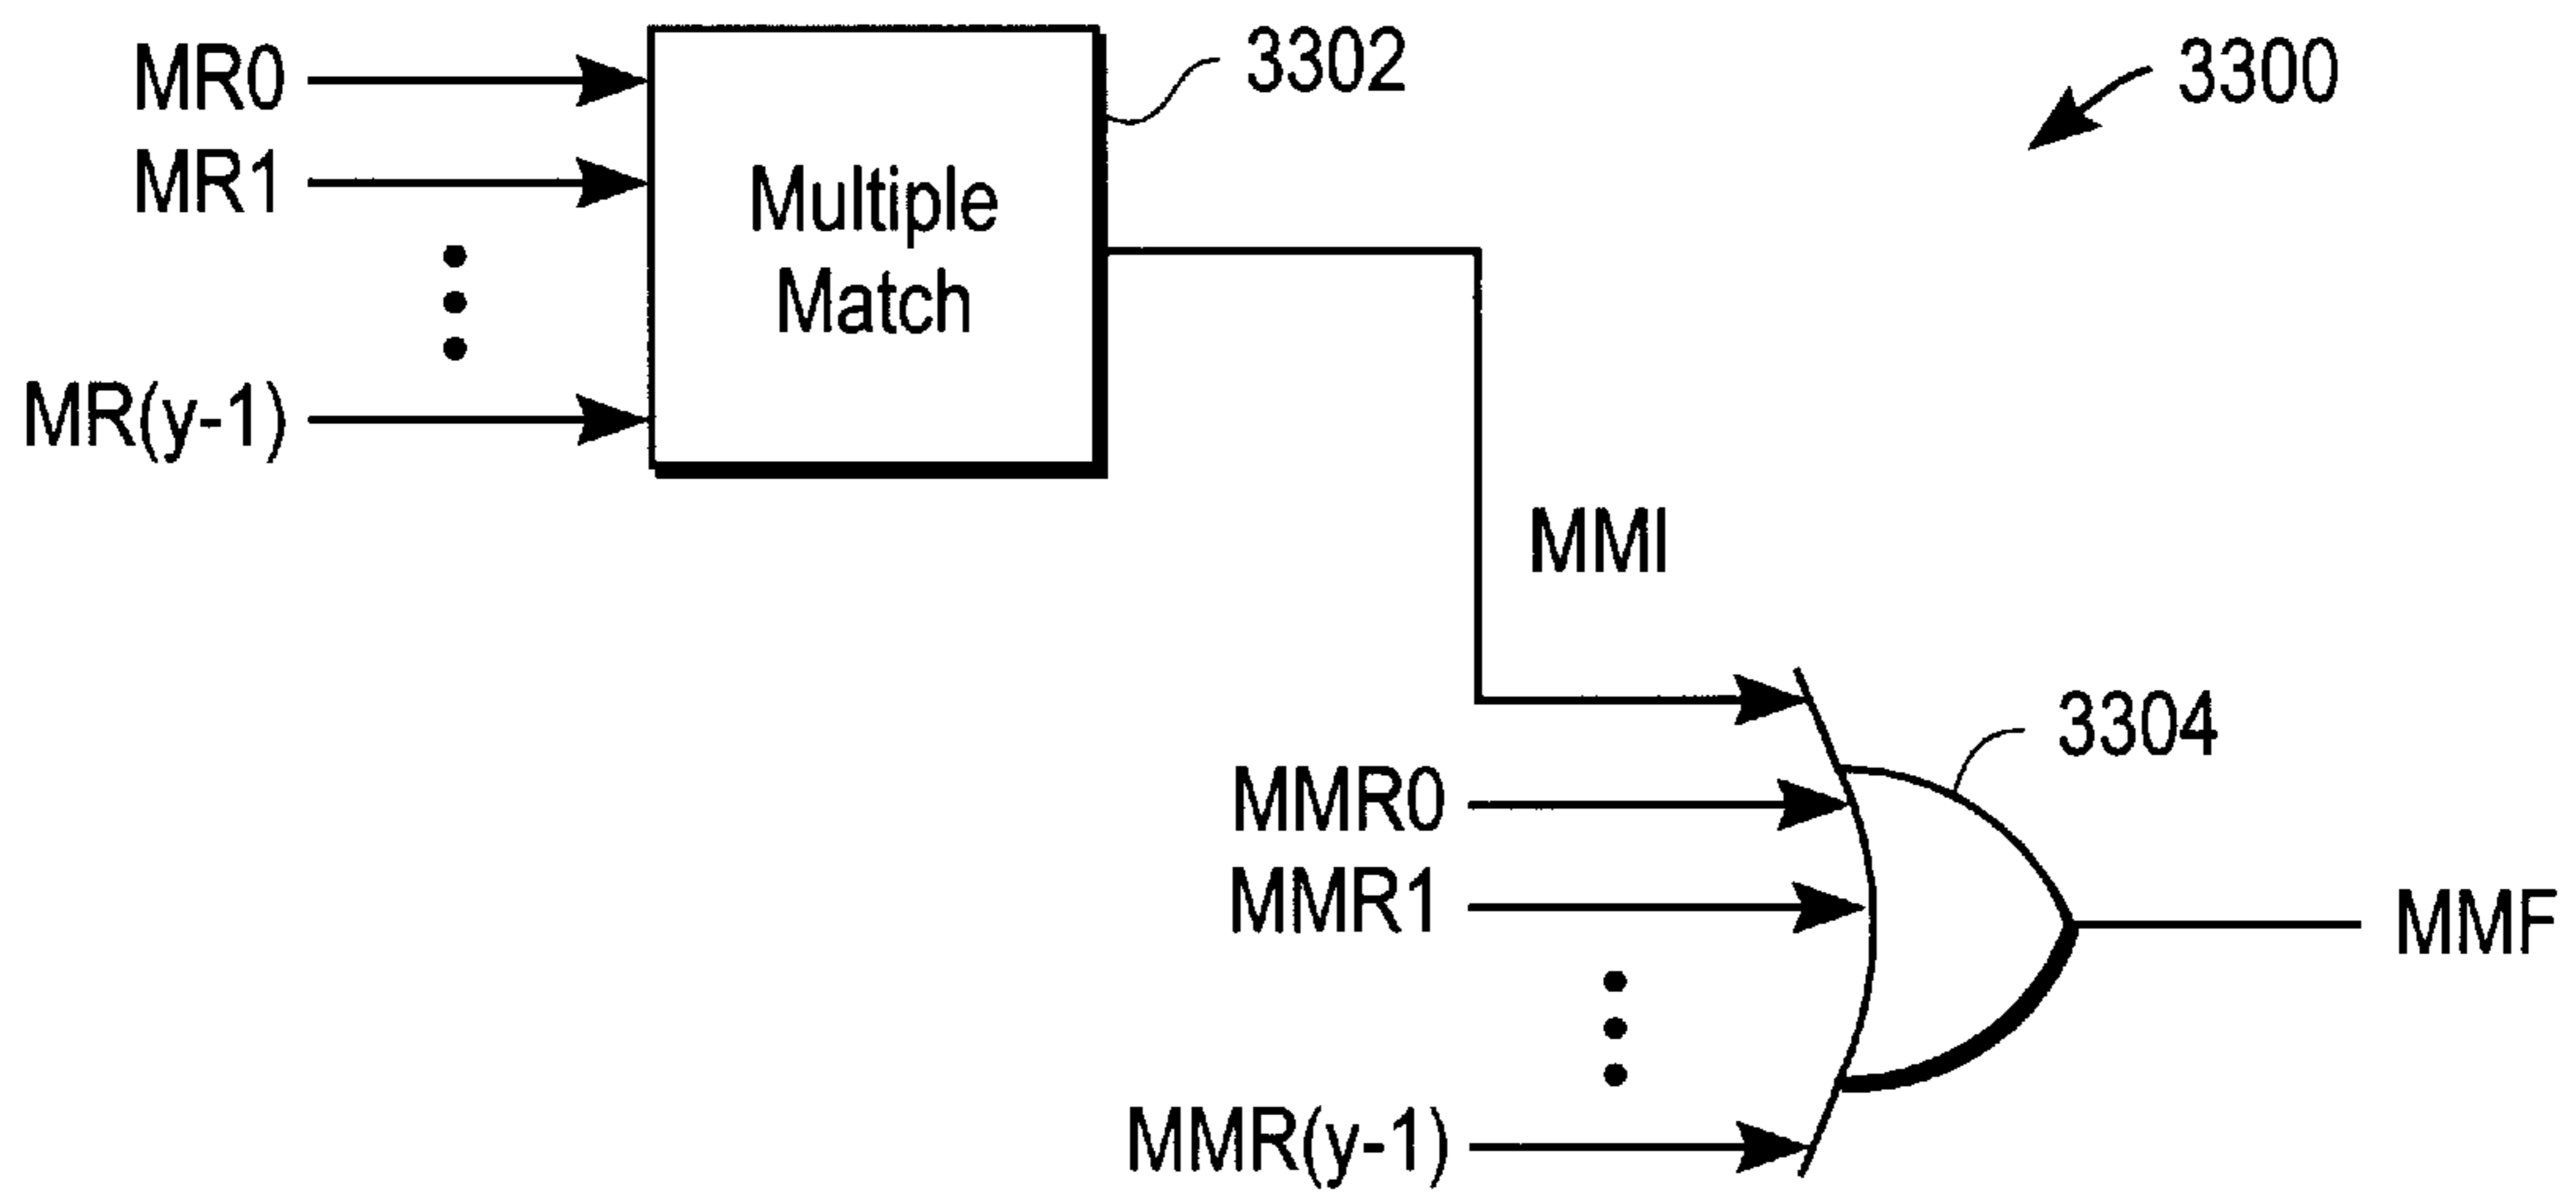 MR0
3302
3300
MR1
Multiple
Match
MR(y-1)
MMI
3304
MMR0
MMR1
MMF
MMR(y-1)